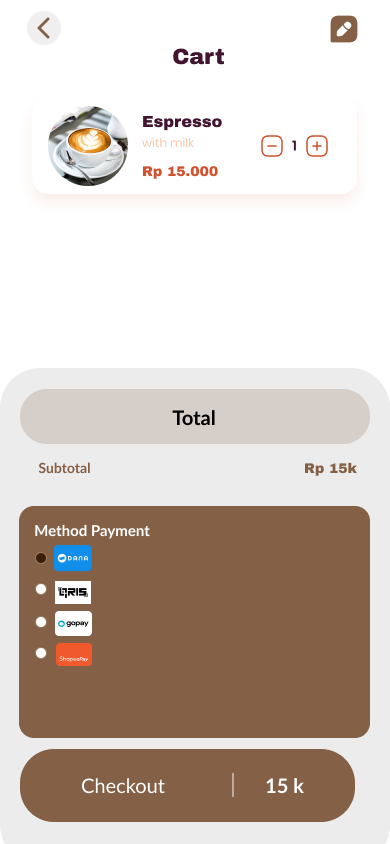 Cart
Espresso
with milk
Rp 15.000
1
Total
Subtotal Rp 15k
Method Payment
DANA
QRIS
gopay
ShopeePay
Checkout | 15 k